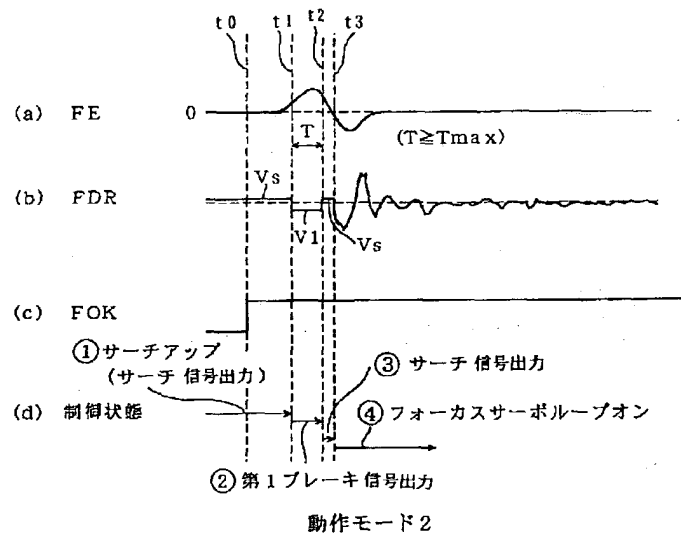 t0 t1 t2 t3
(a) FE 0
T (T≧Tmax)
(b) FDR Vs
V1 Vs
(c) FOK
①サーチアップ
(サーチ信号出力)
③サーチ信号出力
(d) 制御状態
④フォーカスサーボループオン
②第1ブレーキ信号出力
動作モード2